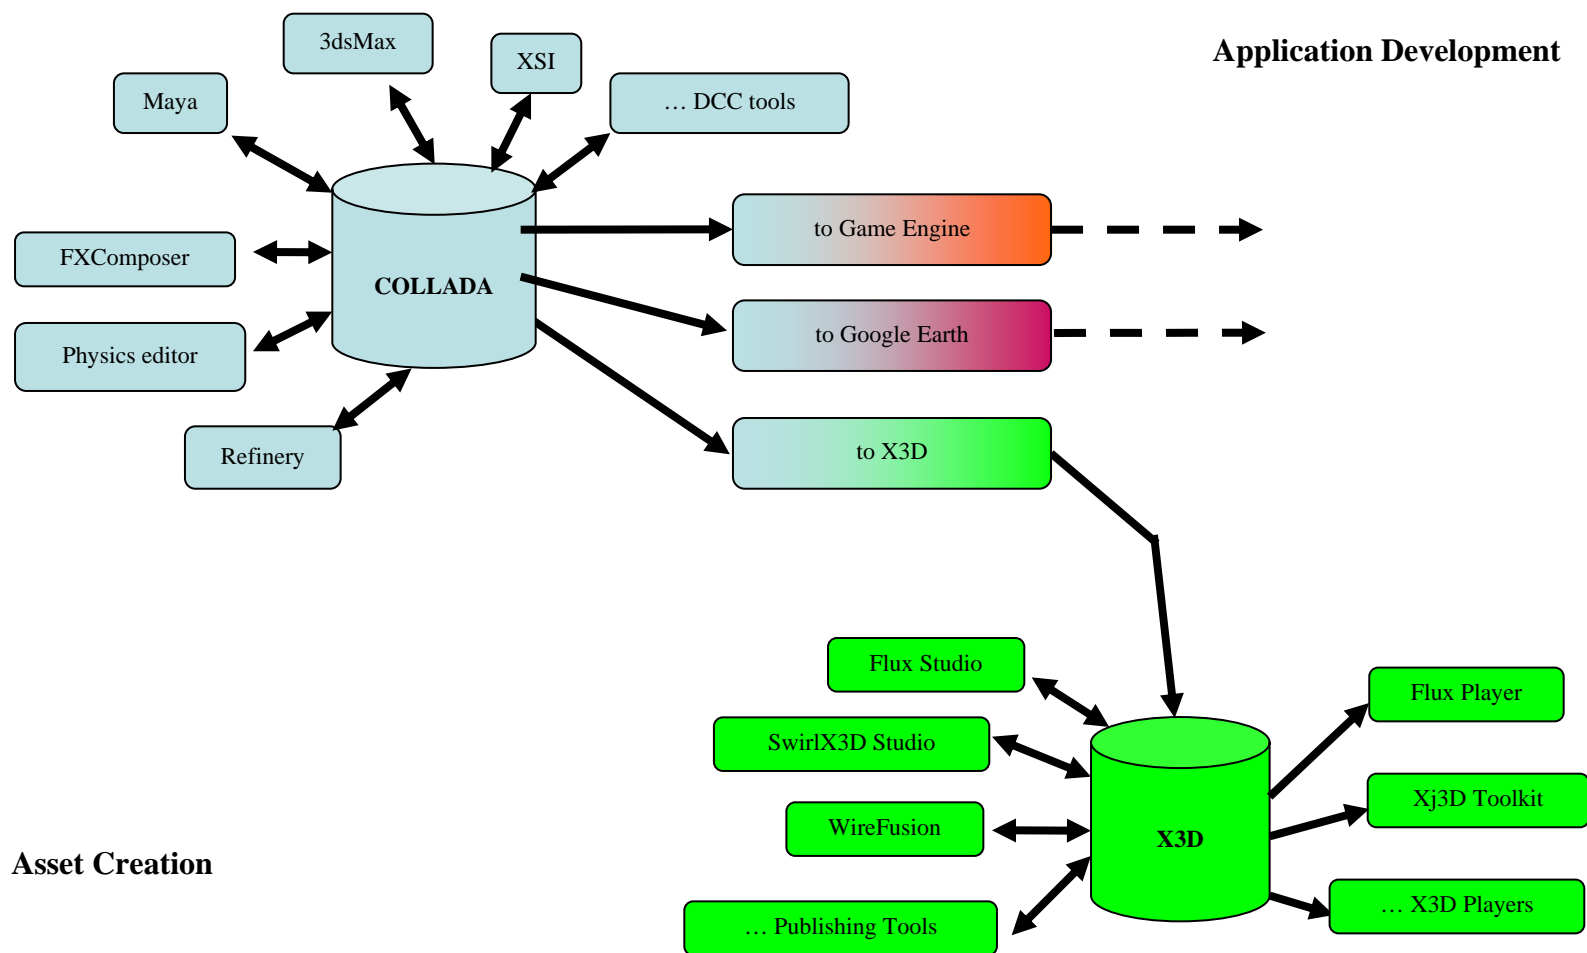 3dsMax
Application Development
XSI
Maya
… DCC tools
to Game Engine
FXComposer
COLLADA
to Google Earth
Physics editor
to X3D
Refinery
Flux Studio
Flux Player
SwirlX3D Studio
Xj3D Toolkit
WireFusion
X3D
Asset Creation
… X3D Players
… Publishing Tools